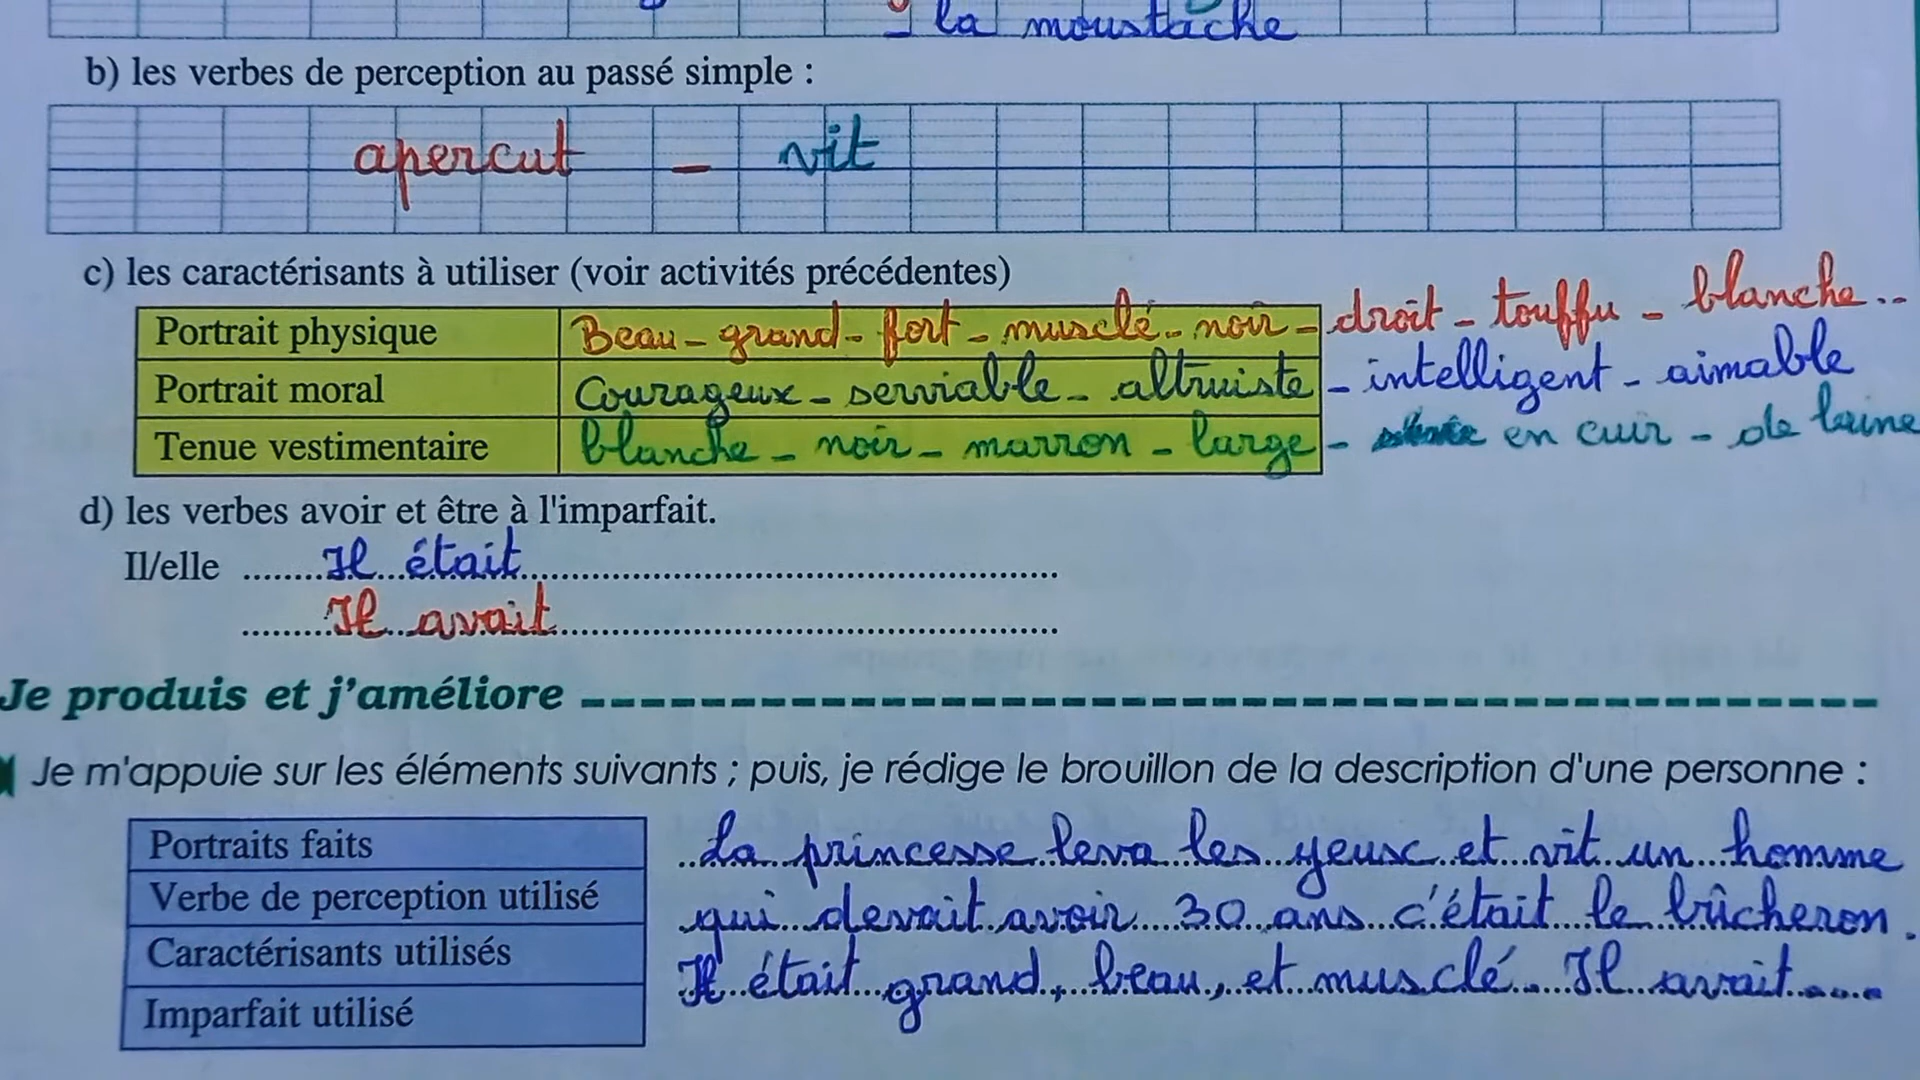 - la moustache
b) les verbes de perception au passé simple :
apercut - vit
c) les caractérisants à utiliser (voir activités précédentes)
Portrait physique Beau - grand - fort - musclé - noir - droit - touffu - blanche...
Portrait moral Courageux - serviable - altruiste - intelligent - aimable
Tenue vestimentaire blanche - noir - marron - large - en cuir - de laine
d) les verbes avoir et être à l'imparfait.
Il/elle ........Il était........
........Il avait........
Je produis et j'améliore
Je m'appuie sur les éléments suivants ; puis, je rédige le brouillon de la description d'une personne :
Portraits faits
Verbe de perception utilisé
Caractérisants utilisés
Imparfait utilisé
La princesse leva les yeux et vit un homme
qui devait avoir 30 ans c'était le bûcheron.
Il était grand, beau, et musclé. Il avait....